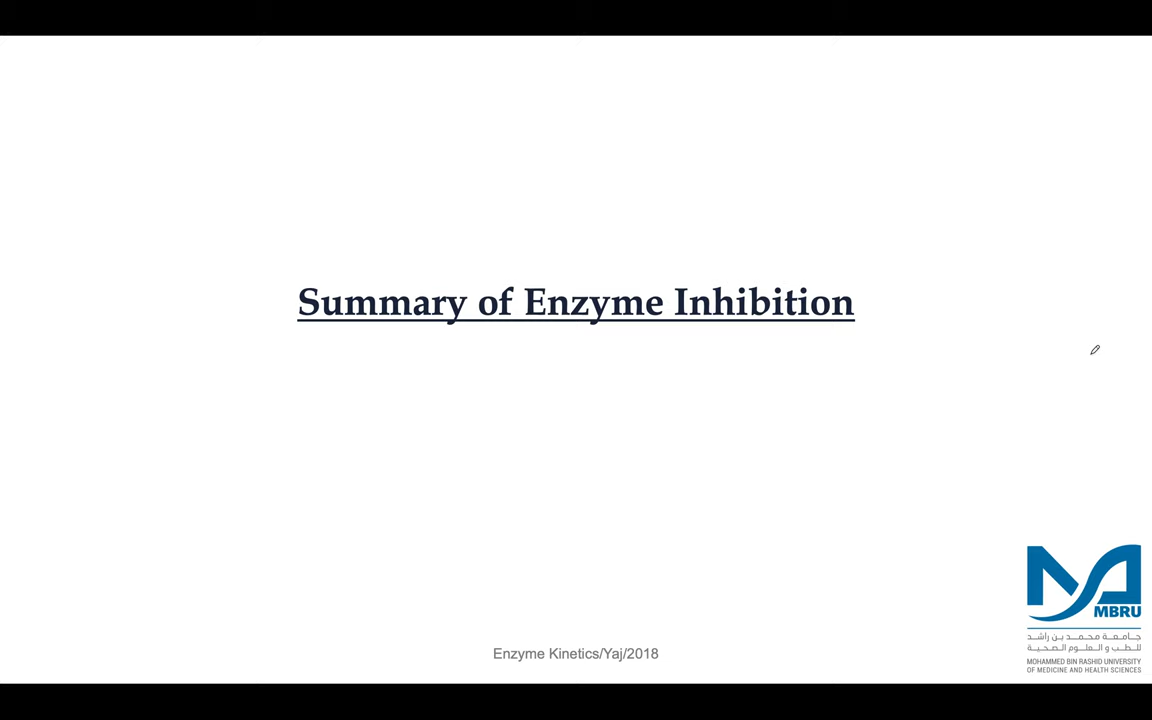 Summary of Enzyme Inhibition
MBRU
جامعة محمد بن راشد
للطب و العلوم الصحية
MOHAMMED BIN RASHID UNIVERSITY
OF MEDICINE AND HEALTH SCIENCES
Enzyme Kinetics/Yaj/2018